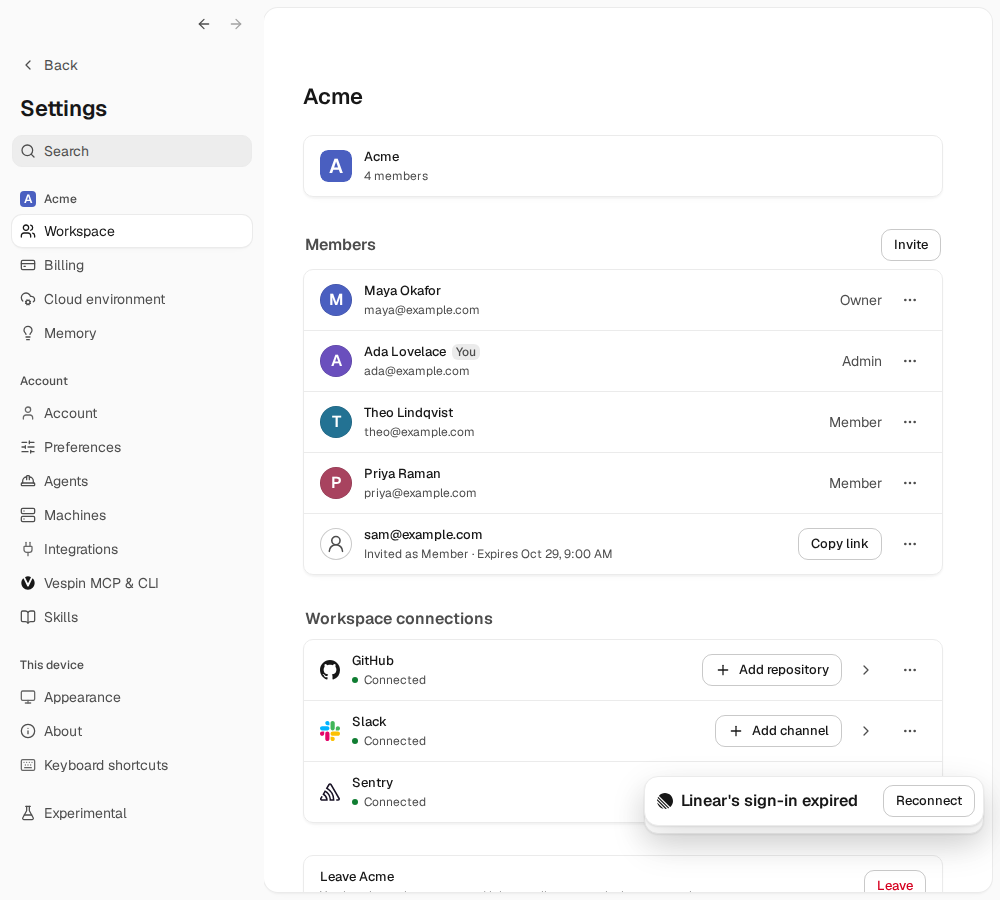 Back
Settings
Search
A Acme
Workspace
Billing
Cloud environment
Memory
Account
Account
Preferences
Agents
Machines
Integrations
Vespin MCP & CLI
Skills
This device
Appearance
About
Keyboard shortcuts
Experimental
Acme
A
Acme
4 members
Members
Invite
M
Maya Okafor
maya@example.com
Owner
A
Ada Lovelace You
ada@example.com
Admin
T
Theo Lindqvist
theo@example.com
Member
P
Priya Raman
priya@example.com
Member
sam@example.com
Invited as Member · Expires Oct 29, 9:00 AM
Copy link
Workspace connections
GitHub
Connected
Add repository
Slack
Connected
Add channel
Sentry
Connected
Linear's sign-in expired
Reconnect
Leave Acme
Leave